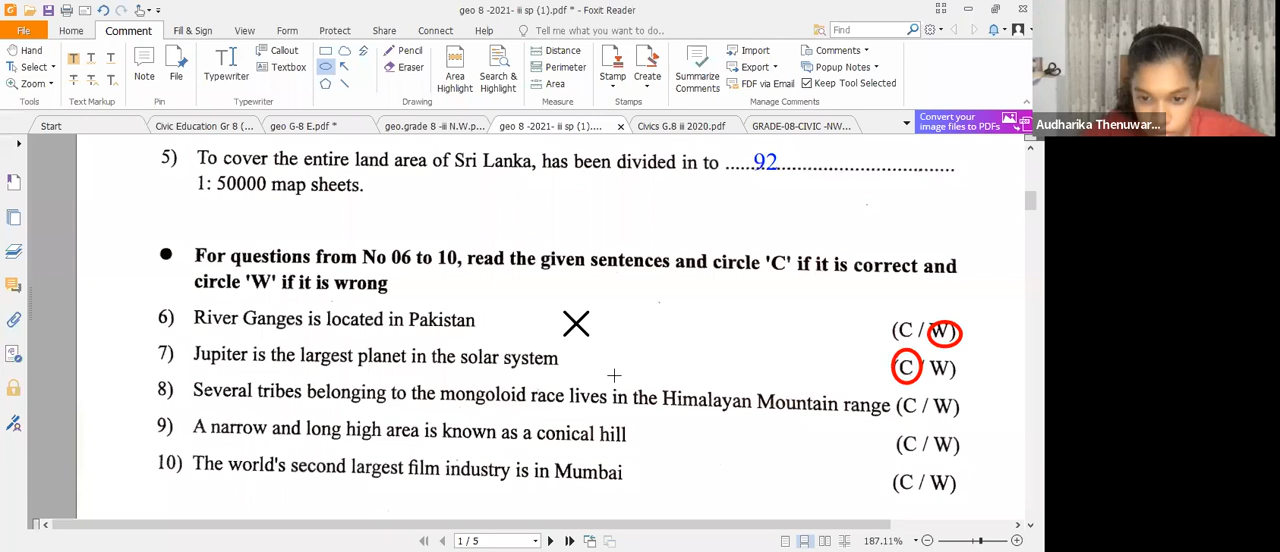 geo 8 -2021- ii sp (1).pdf * - Foxit Reader
File Home Comment Fill & Sign View Form Protect Share Connect Help Tell me what you want to do... Find
Hand
Select
Zoom
Tools
Text Markup
Note File
Pin
Typewriter
Callout
Textbox
Typewriter
Pencil
Eraser
Drawing
Area Highlight
Search & Highlight
Distance
Perimeter
Area
Measure
Stamp Create
Stamps
Summarize Comments
Import
Export
FDF via Email
Comments
Popup Notes
Keep Tool Selected
Manage Comments
Start Civic Education Gr 8 (... geo G-8 E.pdf * geo.grade 8 -ii N.W.p... geo 8 -2021- ii sp (1).... Civics G.8 ii 2020.pdf GRADE-08-CIVIC -NW...
Convert your image files to PDFs
Audharika Thenuwar...
5) To cover the entire land area of Sri Lanka, has been divided in to ......92......................................
1: 50000 map sheets.
• For questions from No 06 to 10, read the given sentences and circle 'C' if it is correct and
circle 'W' if it is wrong
6) River Ganges is located in Pakistan (C / W)
7) Jupiter is the largest planet in the solar system (C / W)
8) Several tribes belonging to the mongoloid race lives in the Himalayan Mountain range (C / W)
9) A narrow and long high area is known as a conical hill (C / W)
10) The world's second largest film industry is in Mumbai (C / W)
1 / 5
187.11%